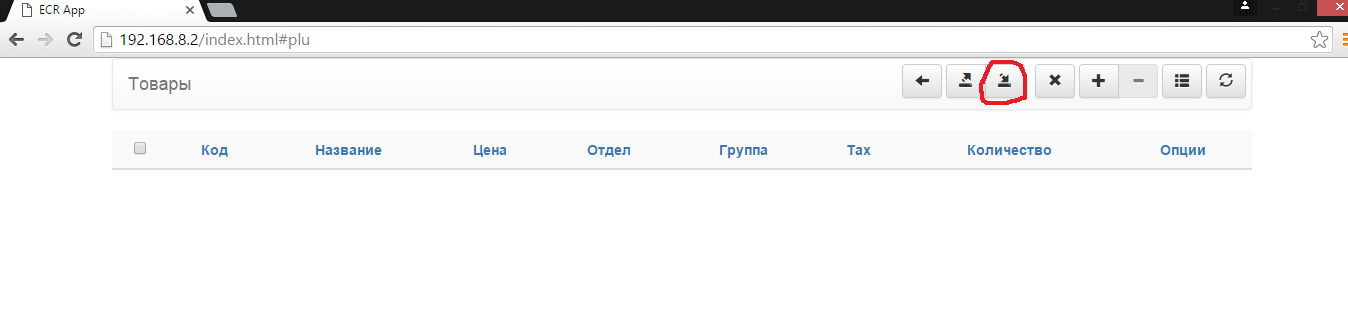 ECR App
192.168.8.2/index.html#plu
Товары
Код Название Цена Отдел Группа Tax Количество Опции